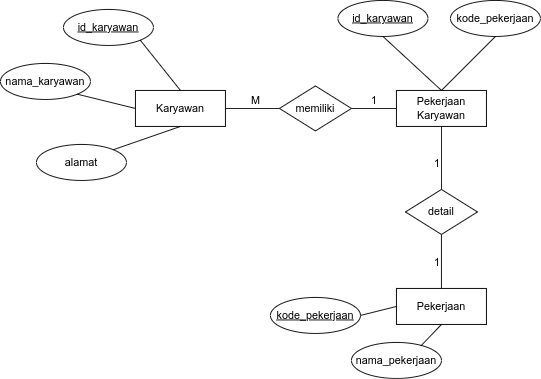 id_karyawan
id_karyawan
kode_pekerjaan
nama_karyawan
Karyawan
M
memiliki
1
Pekerjaan
Karyawan
alamat
1
detail
1
kode_pekerjaan
Pekerjaan
nama_pekerjaan